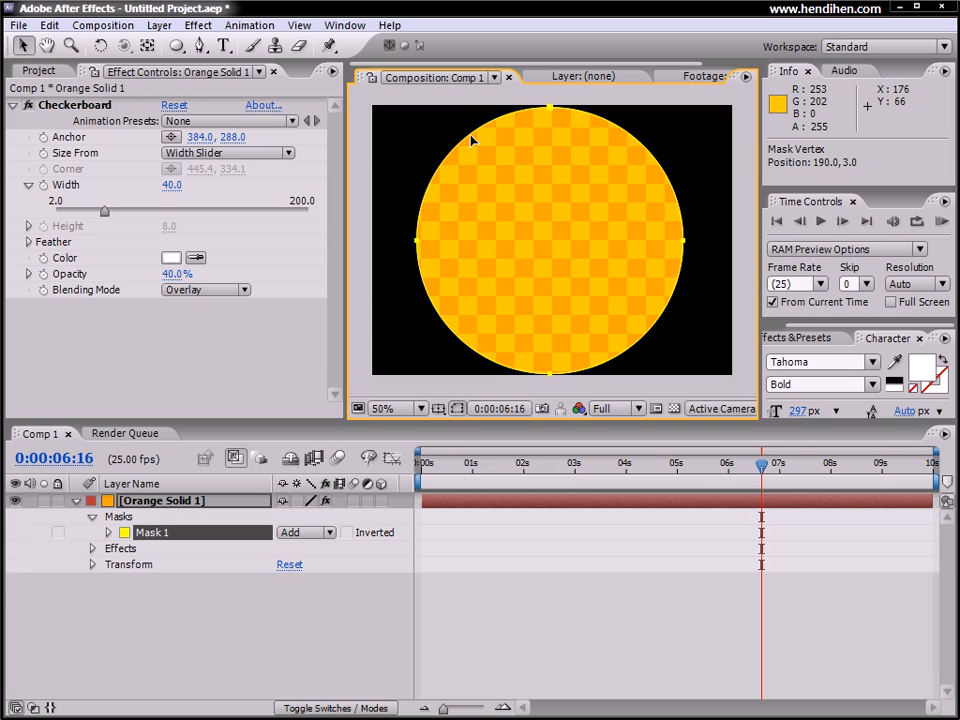 Adobe After Effects - Untitled Project.aep *
www.hendihen.com
File Edit Composition Layer Effect Animation View Window Help
Workspace: Standard
Project
Effect Controls: Orange Solid 1
Comp 1 * Orange Solid 1
Checkerboard Reset About...
Animation Presets: None
Anchor 384.0, 288.0
Size From Width Slider
Corner 445.4, 334.1
Width 40.0
2.0 200.0
Height 8.0
Feather
Color
Opacity 40.0%
Blending Mode Overlay
Composition: Comp 1
Layer: (none)
Footage:
50% 0:00:06:16 Full Active Camera
Info Audio
R: 253 X: 176
G: 202 Y: 66
B: 0
A: 255
Mask Vertex
Position: 190.0, 3.0
Time Controls
RAM Preview Options
Frame Rate Skip Resolution
(25) 0 Auto
From Current Time Full Screen
ffects &Presets Character
Tahoma
Bold
297 px Auto px
Comp 1 Render Queue
0:00:06:16 (25.00 fps)
:00s 01s 02s 03s 04s 05s 06s 07s 08s 09s 10s
Layer Name
[Orange Solid 1]
Masks
Mask 1 Add Inverted
Effects
Transform Reset
Toggle Switches / Modes